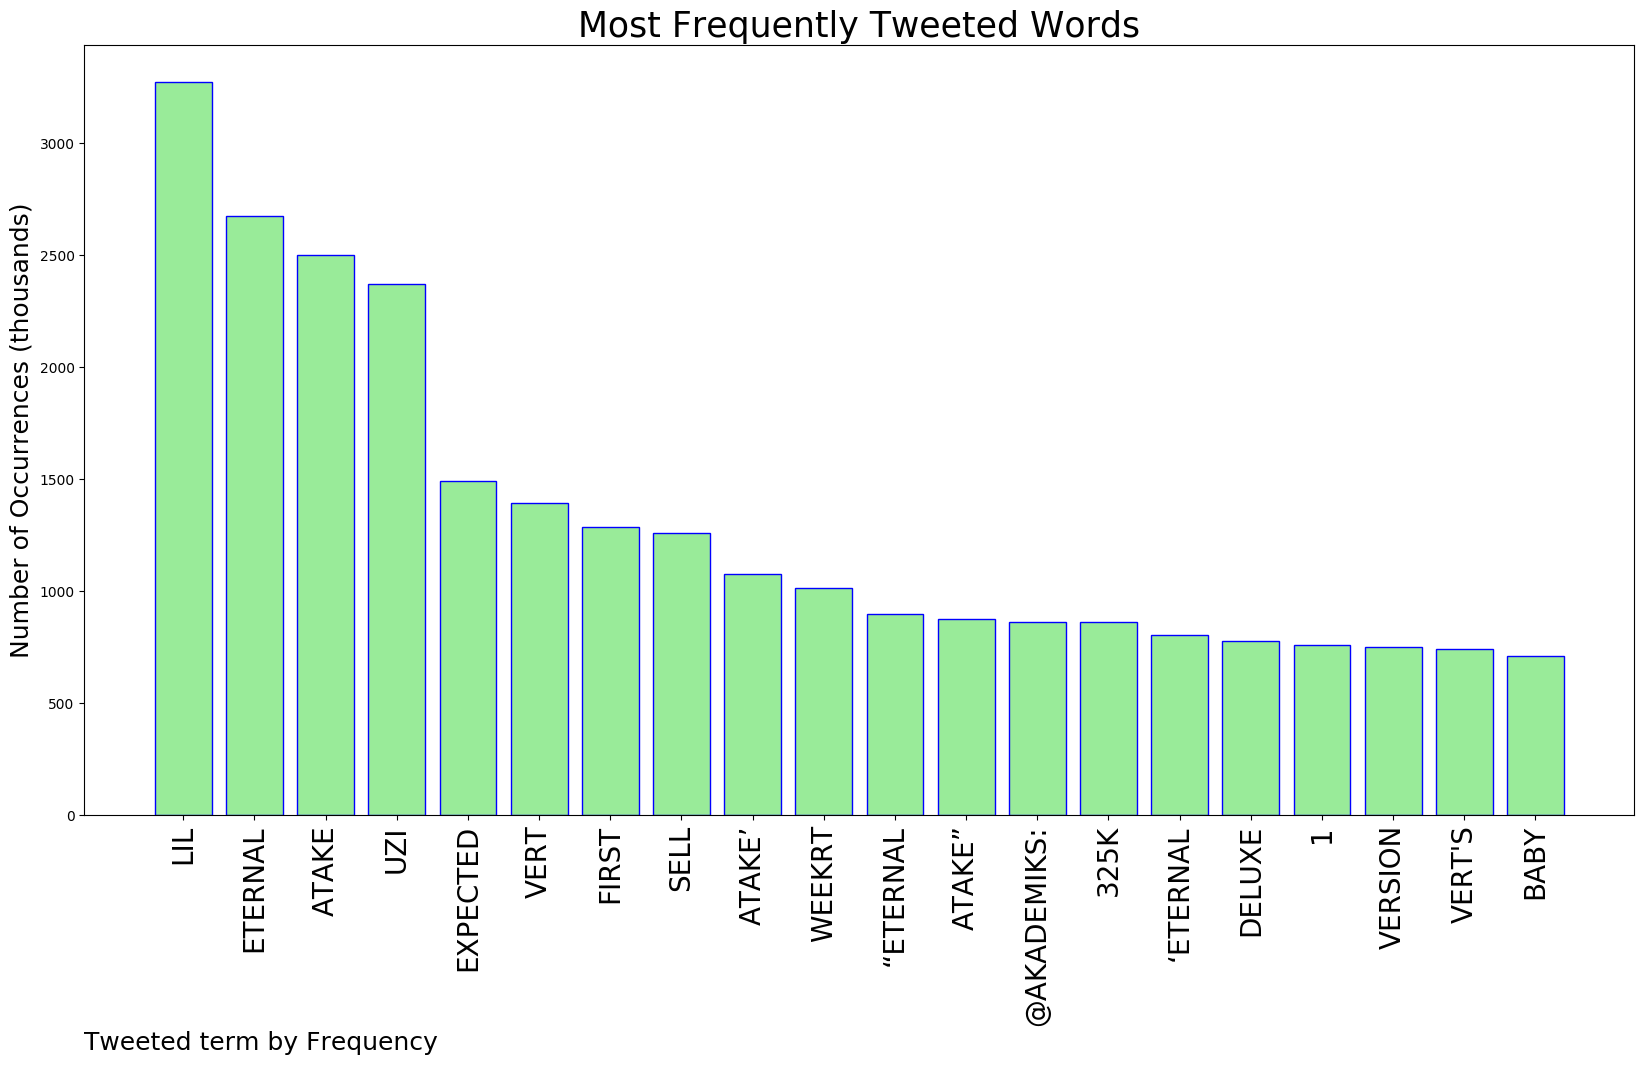 Most Frequently Tweeted Words
Number of Occurrences (thousands)
3000
2500
2000
1500
1000
500
0
LIL
ETERNAL
ATAKE
UZI
EXPECTED
VERT
FIRST
SELL
ATAKE’
WEEKRT
“ETERNAL
ATAKE”
@AKADEMIKS:
325K
‘ETERNAL
DELUXE
1
VERSION
VERT'S
BABY
Tweeted term by Frequency